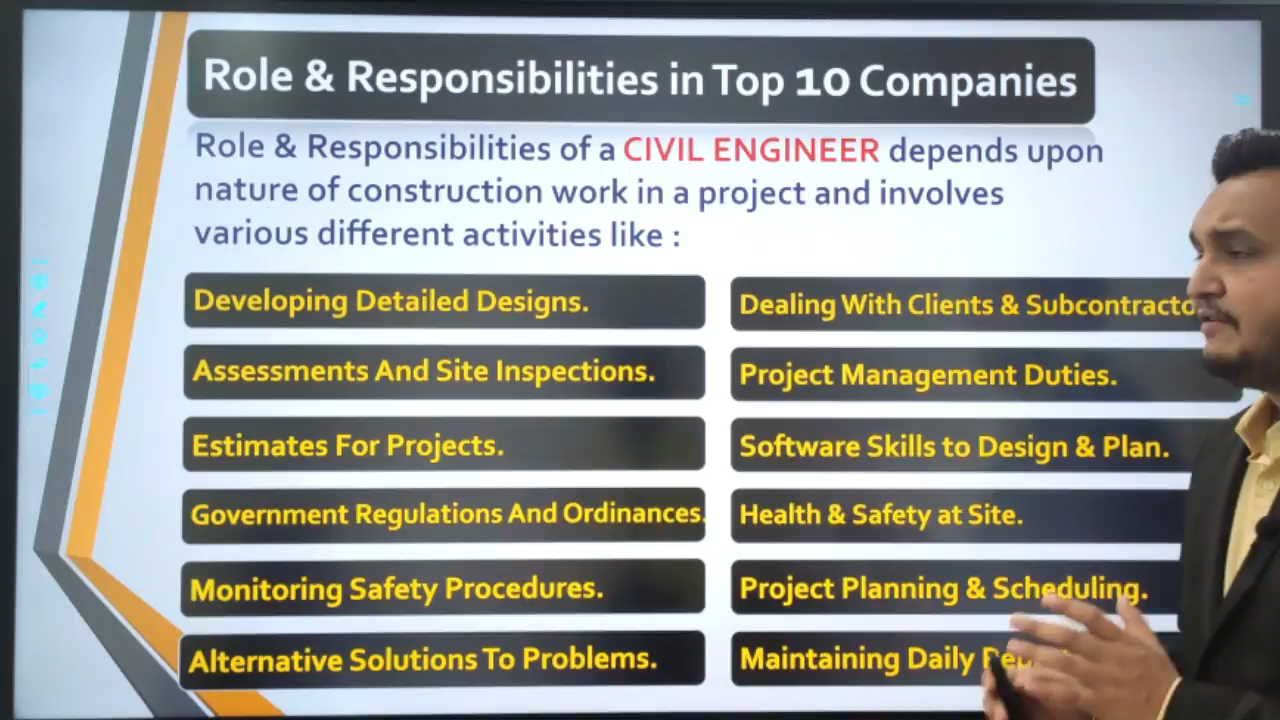 Role & Responsibilities in Top 10 Companies
Role & Responsibilities of a CIVIL ENGINEER depends upon
nature of construction work in a project and involves
various different activities like :
Developing Detailed Designs.
Assessments And Site Inspections.
Estimates For Projects.
Government Regulations And Ordinances.
Monitoring Safety Procedures.
Alternative Solutions To Problems.
Dealing With Clients &
Project Management Duties.
Software Skills to Design & Plan.
Health & Safety at Site.
Project Planning & Scheduling.
Maintaining Daily